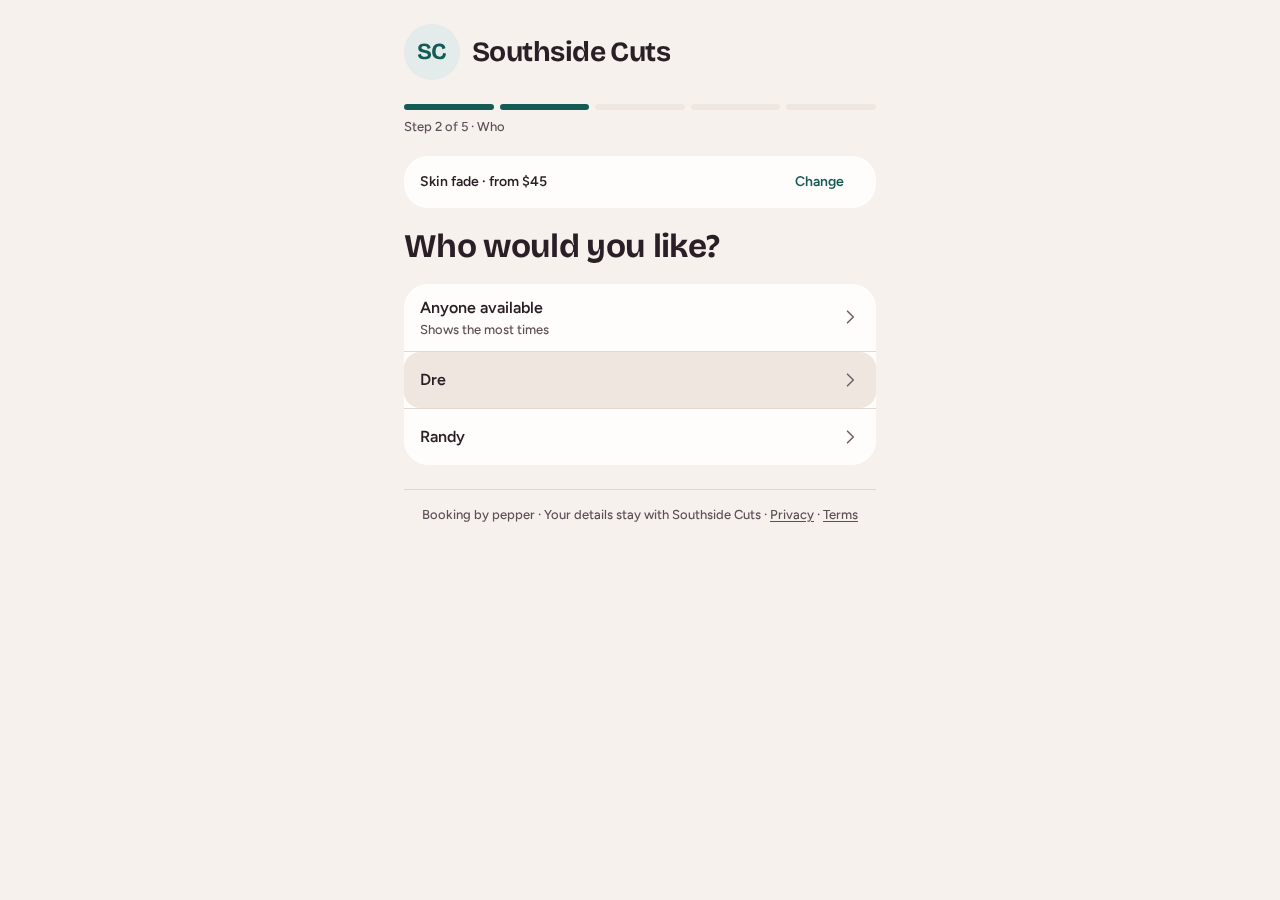 SC
Southside Cuts
Step 2 of 5 · Who
Skin fade · from $45
Change
Who would you like?
Anyone available
Shows the most times
Dre
Randy
Booking by pepper · Your details stay with Southside Cuts · Privacy · Terms